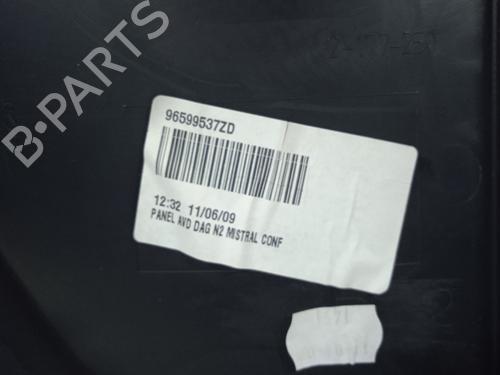 B-PARTS
96599537ZD
12:32 11/06/09
PANEL AVD DAG N2 MISTRAL CONF